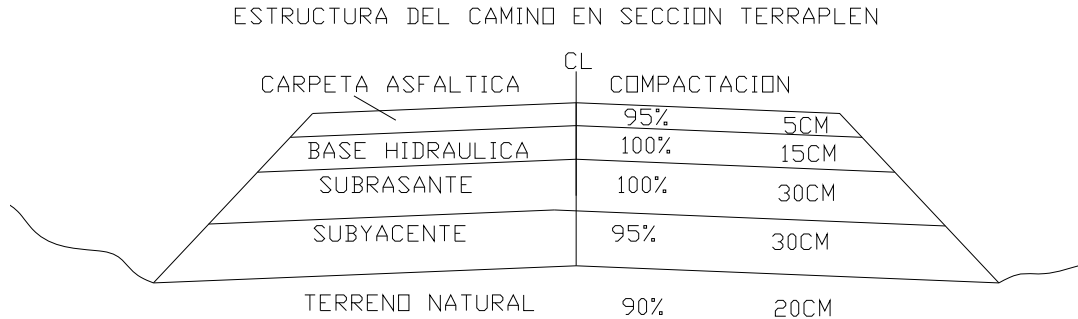 ESTRUCTURA DEL CAMINO EN SECCION TERRAPLEN
CL
CARPETA ASFALTICA COMPACTACION
95% 5CM
BASE HIDRAULICA 100% 15CM
SUBRASANTE 100% 30CM
SUBYACENTE 95% 30CM
TERRENO NATURAL 90% 20CM